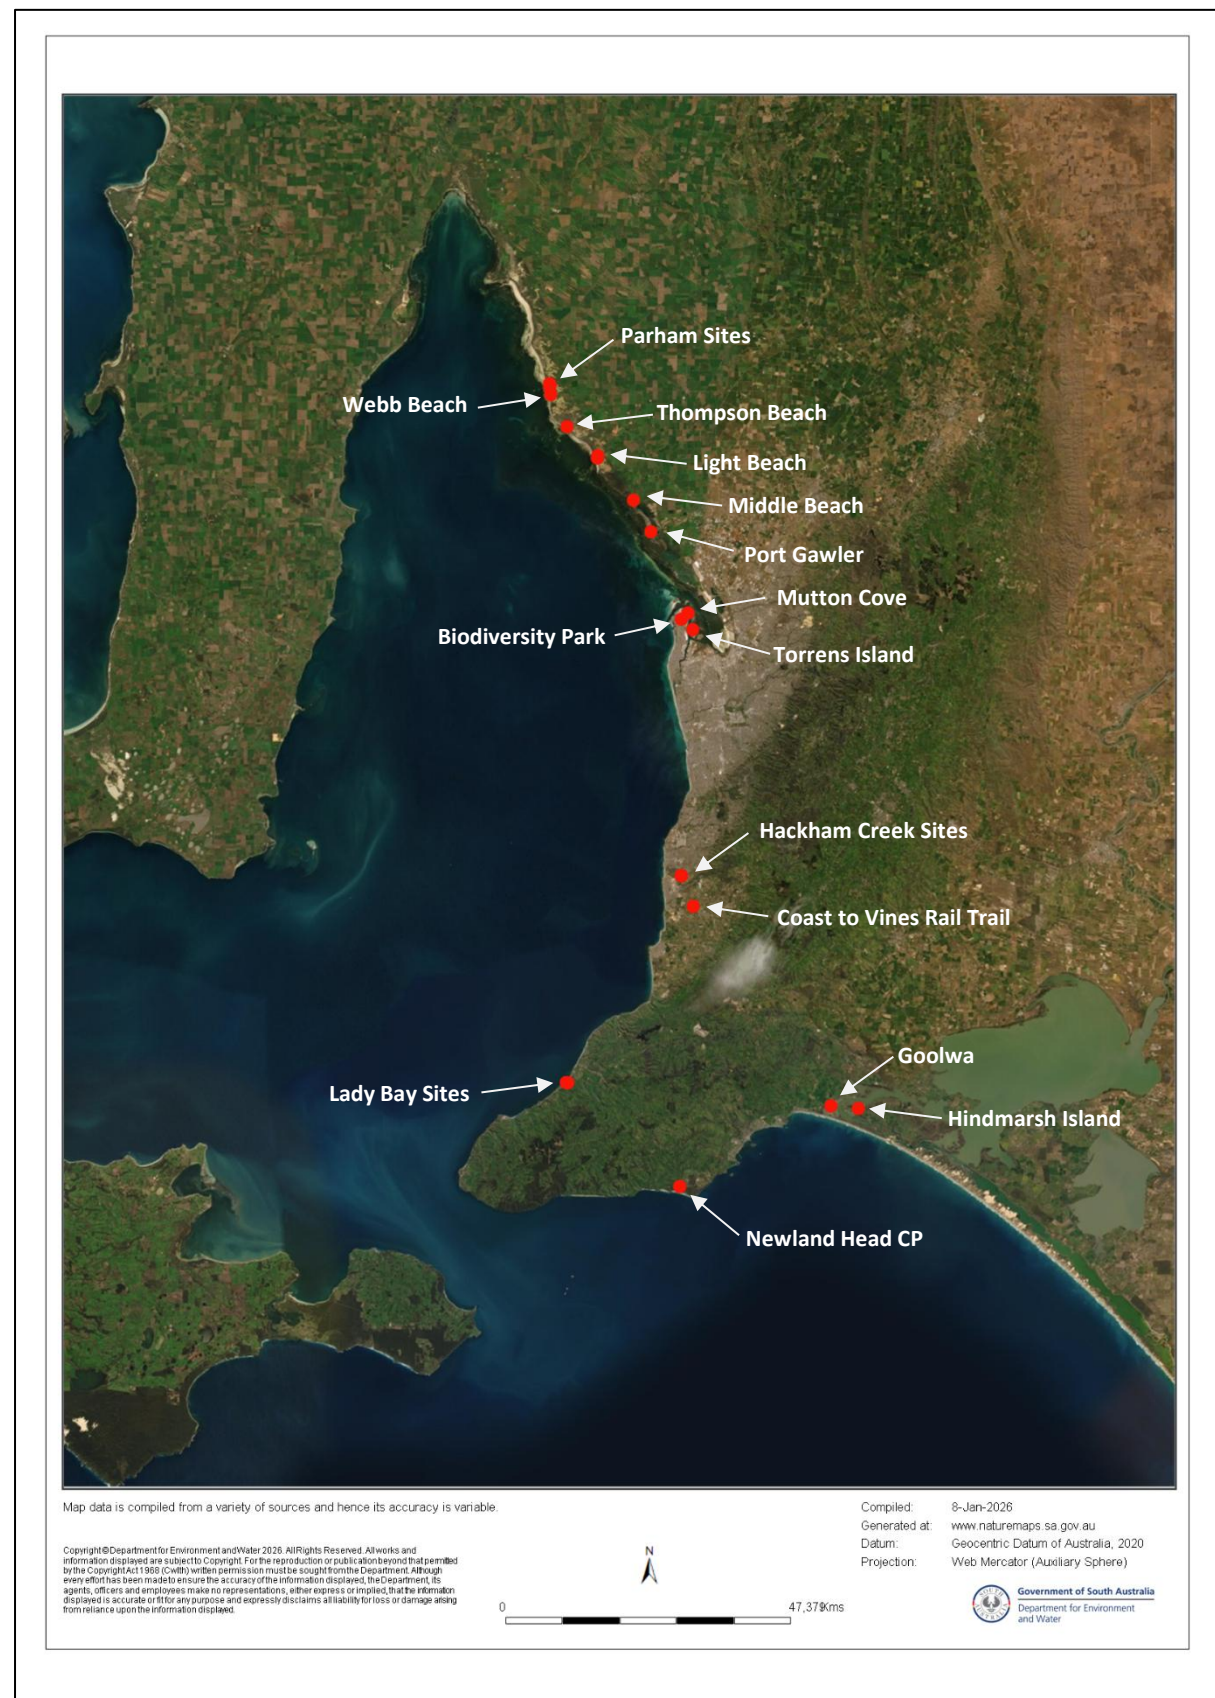 Parham Sites
Webb Beach
Thompson Beach
Light Beach
Middle Beach
Port Gawler
Mutton Cove
Biodiversity Park
Torrens Island
Hackham Creek Sites
Coast to Vines Rail Trail
Goolwa
Lady Bay Sites
Hindmarsh Island
Newland Head CP
Map data is compiled from a variety of sources and hence its accuracy is variable.
Compiled: 8-Jan-2026
Generated at: www.naturemaps.sa.gov.au
Datum: Geocentric Datum of Australia, 2020
Projection: Web Mercator (Auxiliary Sphere)
Copyright © Department for Environment and Water 2026. All Rights Reserved. All works and
information displayed are subject to Copyright. For the reproduction or publication beyond that permitted
by the Copyright Act 1968 (Cwlth) written permission must be sought from the Department. Although
every effort has been made to ensure the accuracy of the information displayed, the Department, its
agents, officers and employees make no representations, either express or implied, that the information
displayed is accurate or fit for any purpose and expressly disclaims all liability for loss or damage arising
from reliance upon the information displayed.
N
0 47,379Kms
SOUTH AUSTRALIA
Government of South Australia
Department for Environment
and Water